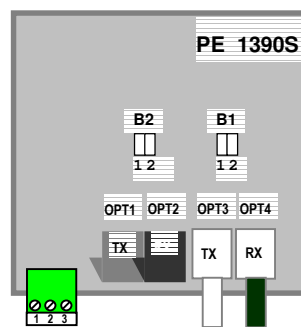 PE 1390S
B2 B1
1 2 1 2
OPT1 OPT2 OPT3 OPT4
TX TX RX
1 2 3